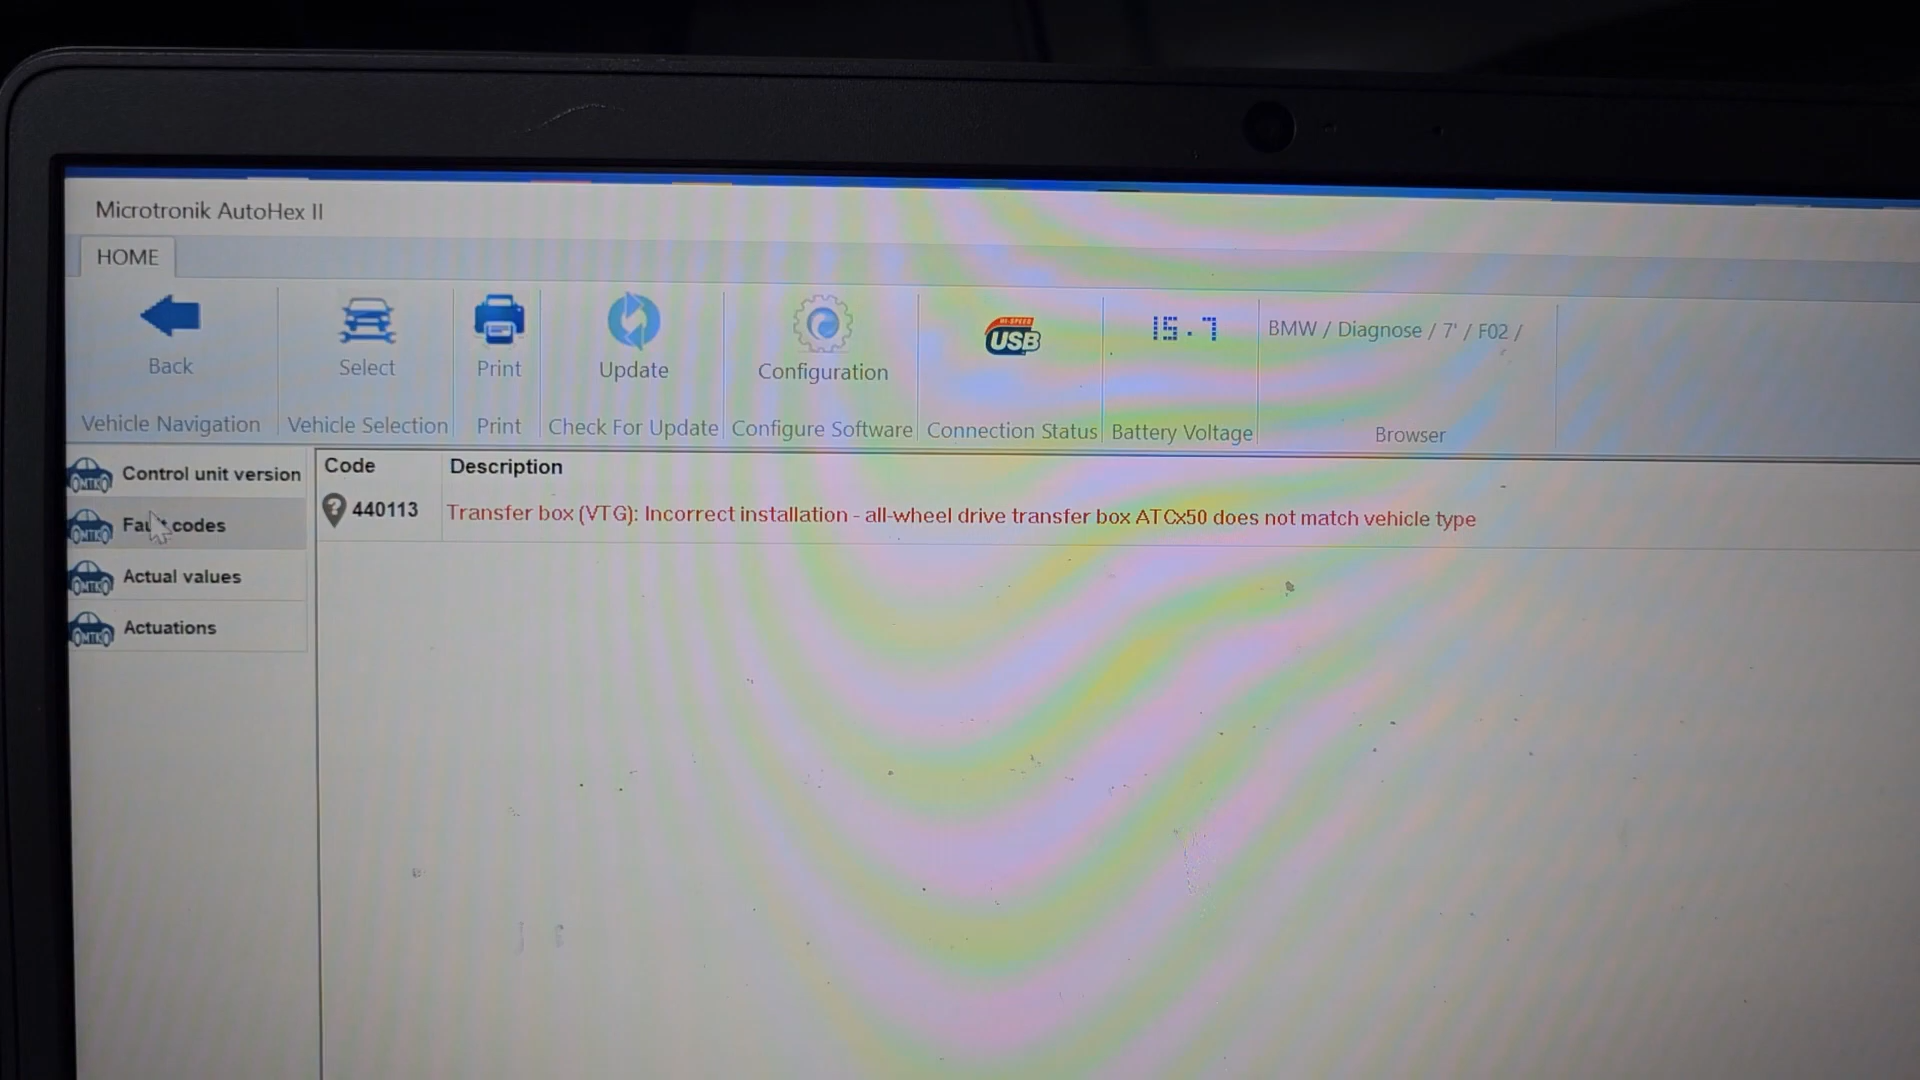 Microtronik AutoHex II
HOME
Back
Select
Print
Update
Configuration
HI-SPEED
USB
15.7
BMW / Diagnose / 7' / F02 /
Vehicle Navigation
Vehicle Selection
Print
Check For Update
Configure Software
Connection Status
Battery Voltage
Browser
Control unit version
Fault codes
Actual values
Actuations
Code
Description
440113
Transfer box (VTG): Incorrect installation - all-wheel drive transfer box ATCx50 does not match vehicle type